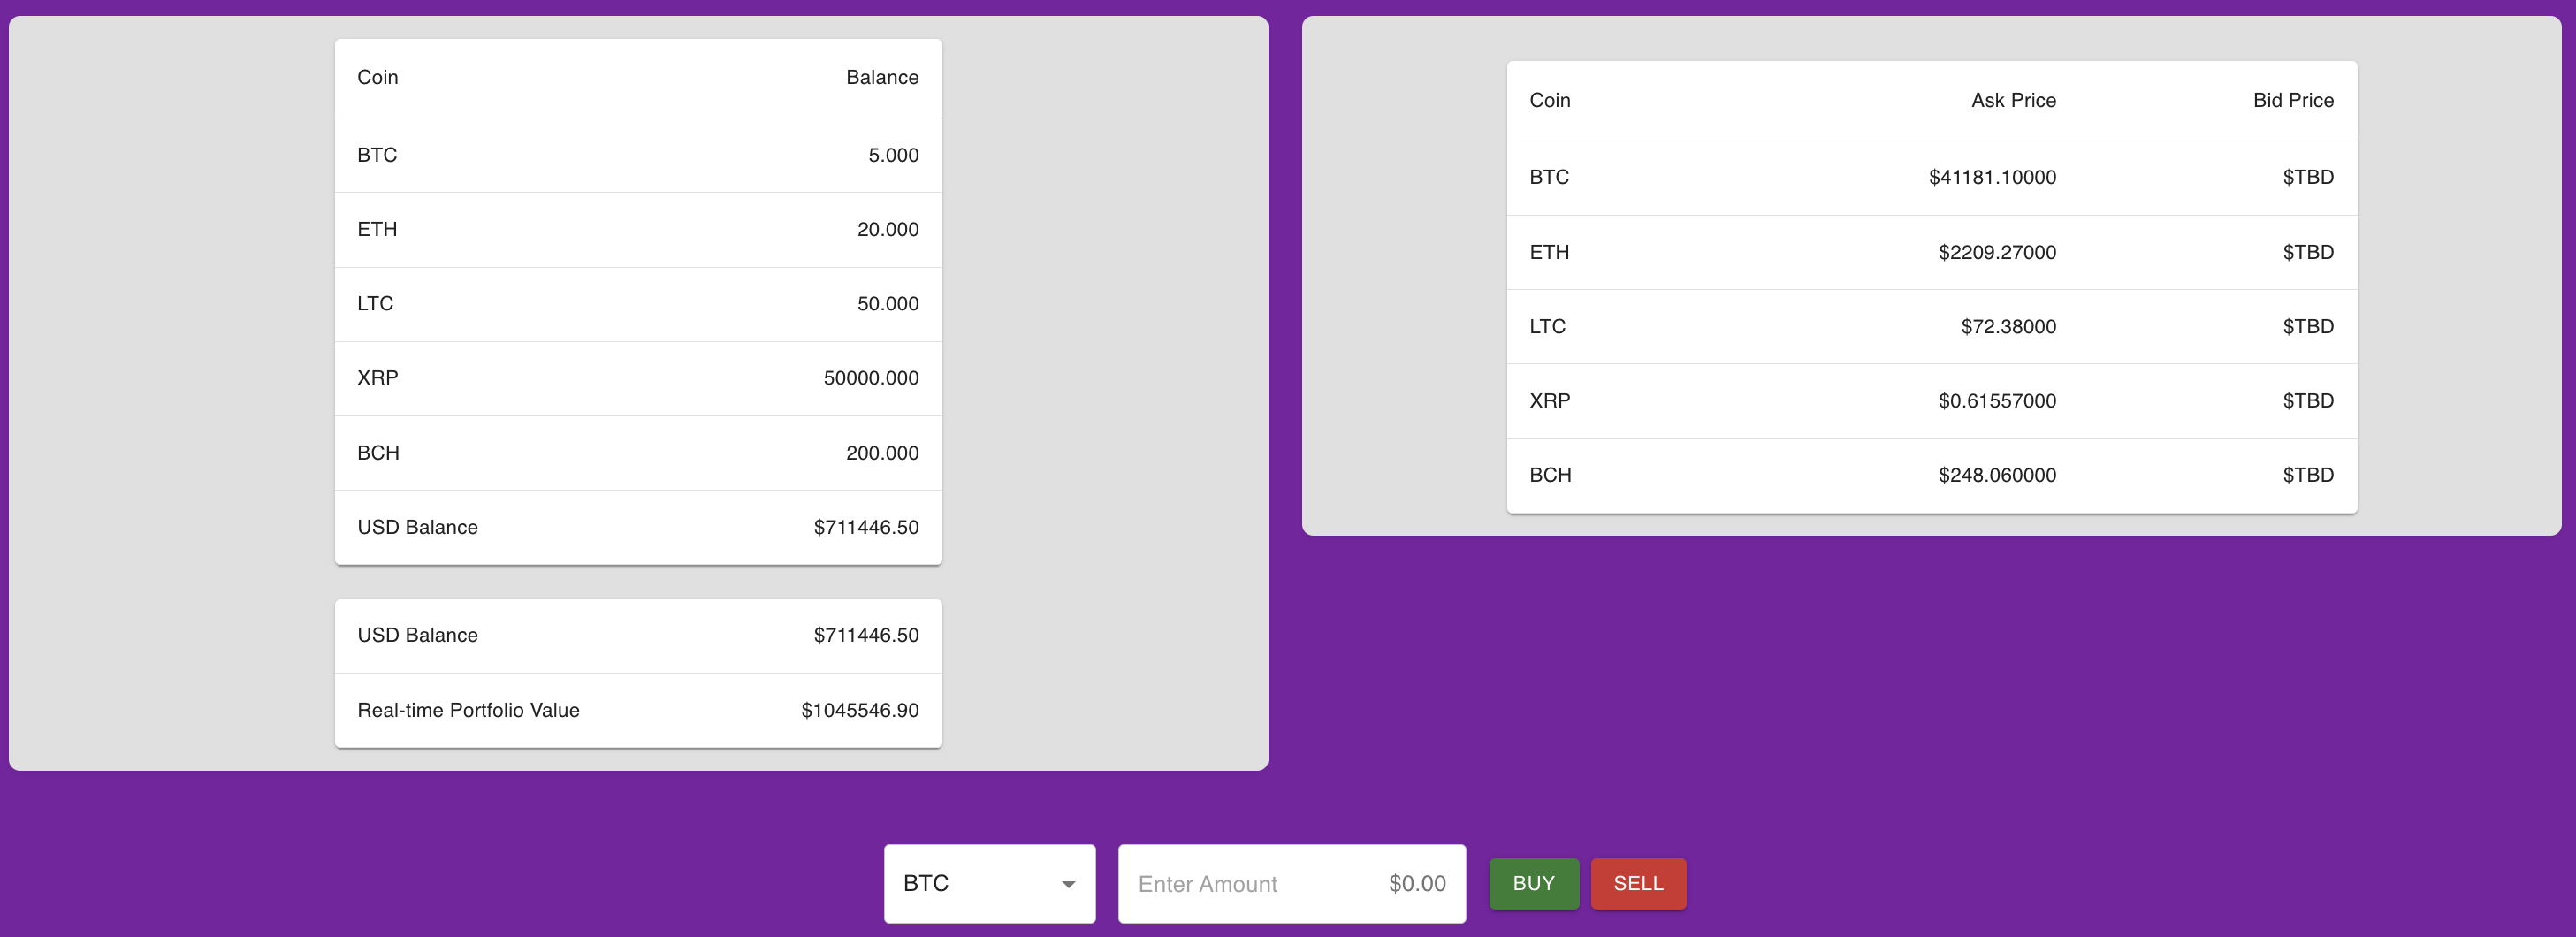 Coin Balance
BTC 5.000
ETH 20.000
LTC 50.000
XRP 50000.000
BCH 200.000
USD Balance $711446.50
USD Balance $711446.50
Real-time Portfolio Value $1045546.90
Coin Ask Price Bid Price
BTC $41181.10000 $TBD
ETH $2209.27000 $TBD
LTC $72.38000 $TBD
XRP $0.61557000 $TBD
BCH $248.060000 $TBD
BTC Enter Amount $0.00 BUY SELL